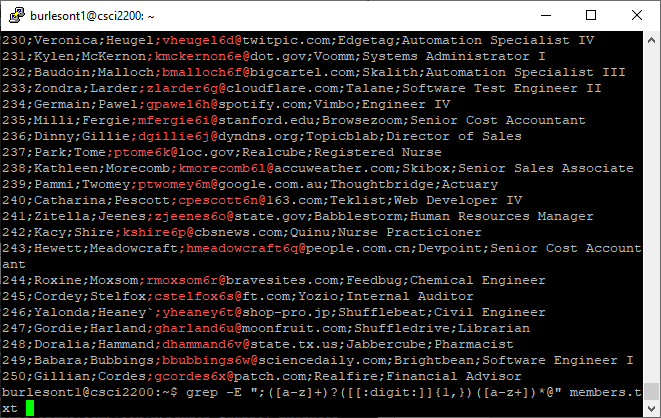 burlesont1@csci2200: ~
230;Veronica;Heugel;vheugel6d@twitpic.com;Edgetag;Automation Specialist IV
231;Kylen;McKernon;kmckernon6e@dot.gov;Voomm;Systems Administrator I
232;Baudoin;Malloch;bmalloch6f@bigcartel.com;Skalith;Automation Specialist III
233;Zondra;Larder;zlarder6g@cloudflare.com;Talane;Software Test Engineer II
234;Germain;Pawel;gpawel6h@spotify.com;Vimbo;Engineer IV
235;Milli;Fergie;mfergie6i@stanford.edu;Browsezoom;Senior Cost Accountant
236;Dinny;Gillie;dgillie6j@dyndns.org;Topicblab;Director of Sales
237;Park;Tome;ptome6k@loc.gov;Realcube;Registered Nurse
238;Kathleen;Morecomb;kmorecomb6l@accuweather.com;Skibox;Senior Sales Associate
239;Pammi;Twomey;ptwomey6m@google.com.au;Thoughtbridge;Actuary
240;Catharina;Pescott;cpescott6n@163.com;Teklist;Web Developer IV
241;Zitella;Jeenes;zjeenes6o@state.gov;Babblestorm;Human Resources Manager
242;Kacy;Shire;kshire6p@cbsnews.com;Quinu;Nurse Practicioner
243;Hewett;Meadowcraft;hmeadowcraft6q@people.com.cn;Devpoint;Senior Cost Account
ant
244;Roxine;Moxsom;rmoxsom6r@bravesites.com;Feedbug;Chemical Engineer
245;Cordey;Stelfox;cstelfox6s@ft.com;Yozio;Internal Auditor
246;Yalonda;Heaney`;yheaney6t@shop-pro.jp;Shufflebeat;Civil Engineer
247;Gordie;Harland;gharland6u@moonfruit.com;Shuffledrive;Librarian
248;Doralia;Hammond;dhammand6v@state.tx.us;Jabbercube;Pharmacist
249;Babara;Bubbings;bbubbings6w@sciencedaily.com;Brightbean;Software Engineer I
250;Gillian;Cordes;gcordes6x@patch.com;Realfire;Financial Advisor
burlesont1@csci2200:~$ grep -E ";([a-z]+)?([[:digit:]]{1,})([a-z+])*@" members.t
xt